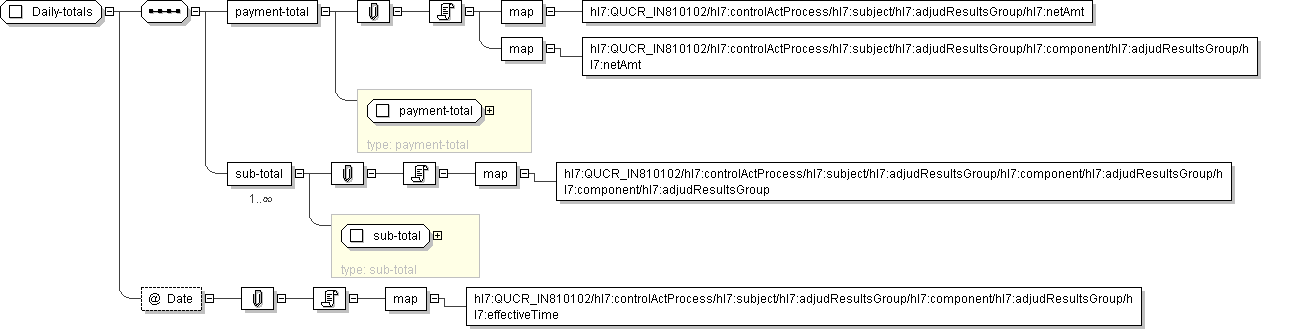 Daily-totals
payment-total
map
hl7:QUCR_IN810102/hl7:controlActProcess/hl7:subject/hl7:adjudResultsGroup/hl7:netAmt
map
hl7:QUCR_IN810102/hl7:controlActProcess/hl7:subject/hl7:adjudResultsGroup/hl7:component/hl7:adjudResultsGroup/h
l7:netAmt
payment-total
type: payment-total
sub-total
1..∞
map
hl7:QUCR_IN810102/hl7:controlActProcess/hl7:subject/hl7:adjudResultsGroup/hl7:component/hl7:adjudResultsGroup/h
l7:component/hl7:adjudResultsGroup
sub-total
type: sub-total
@ Date
map
hl7:QUCR_IN810102/hl7:controlActProcess/hl7:subject/hl7:adjudResultsGroup/hl7:component/hl7:adjudResultsGroup/h
l7:effectiveTime